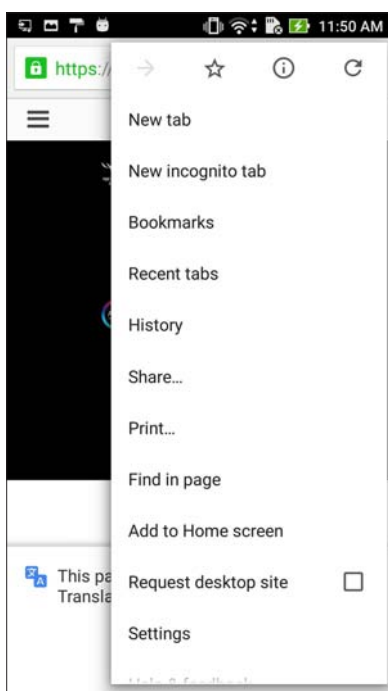 11:50 AM
https://
New tab
New incognito tab
Bookmarks
Recent tabs
History
Share...
Print...
Find in page
Add to Home screen
This pa
Request desktop site
Transla
Settings